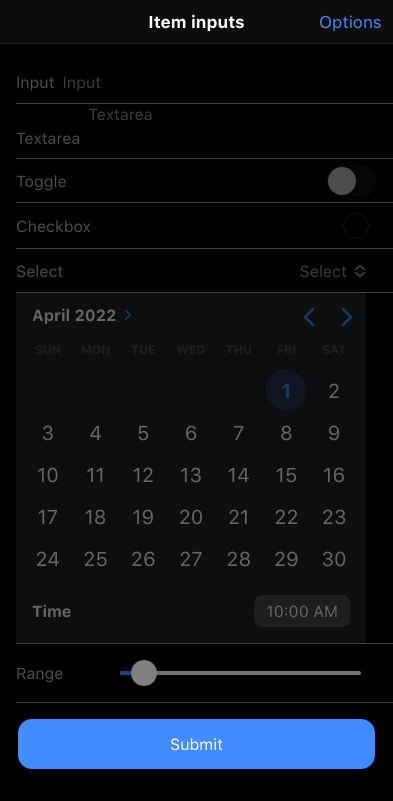 Item inputs Options
Input Input
Textarea
Textarea
Toggle
Checkbox
Select Select
April 2022
SUN MON TUE WED THU FRI SAT
1 2
3 4 5 6 7 8 9
10 11 12 13 14 15 16
17 18 19 20 21 22 23
24 25 26 27 28 29 30
Time 10:00 AM
Range
Submit